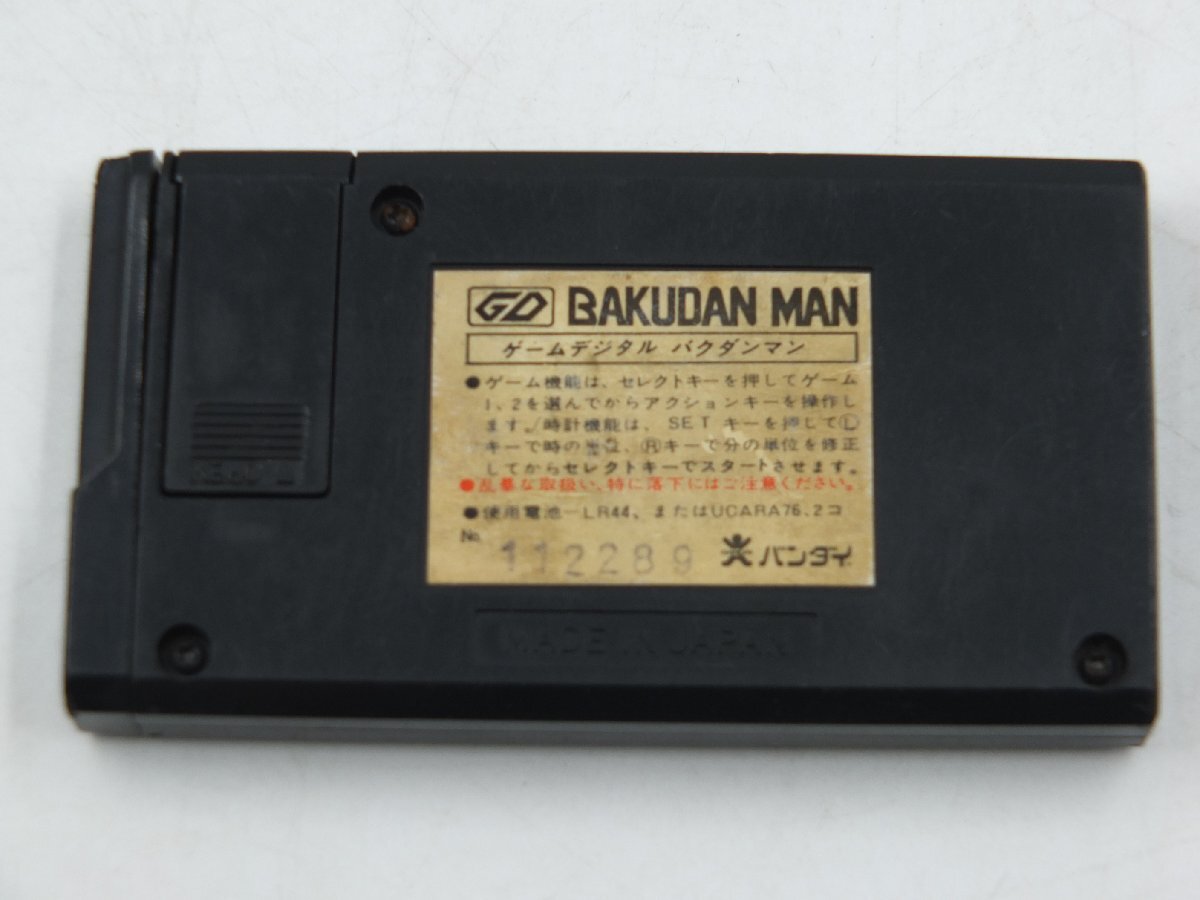 GD BAKUDAN MAN
ゲームデジタル バクダンマン
●ゲーム機能は、セレクトキーを押してゲーム
1、2を選んでからアクションキーを操作し
ます。/時計機能は、SETキーを押してⓁ
キーで時の単位、Ⓡキーで分の単位を修正
してからセレクトキーでスタートさせます。
●乱暴な取扱い、特に落下にはご注意ください。
●使用電池—LR44、またはUCARA76、2コ
No. 112289 バンダイ
MADE IN JAPAN